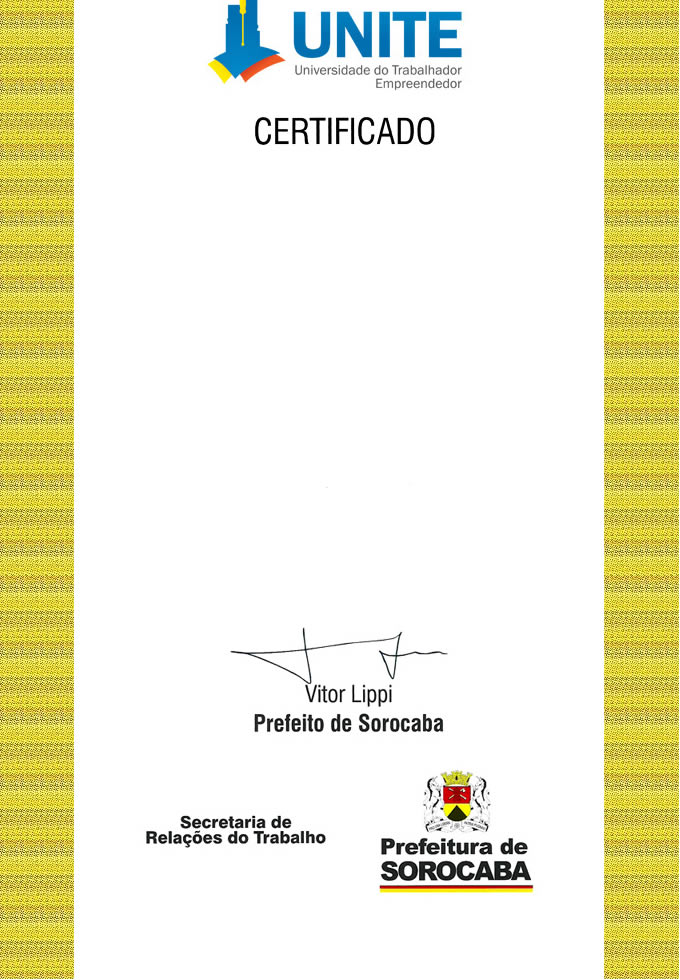 UNITE
Universidade do Trabalhador
Empreendedor
CERTIFICADO
Vitor Lippi
Prefeito de Sorocaba
Secretaria de
Relações do Trabalho
Prefeitura de
SOROCABA